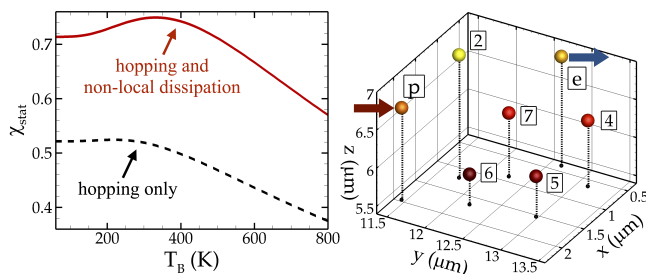 0.7
0.6
0.5
0.4
χstat
hopping and
non-local dissipation
hopping only
200
400
600
800
T_B (K)
p
2
e
7
4
6
5
7
6.5
6
5.5
z (μm)
11.5
12
12.5
13
13.5
y (μm)
0.5
1
1.5
2
x (μm)